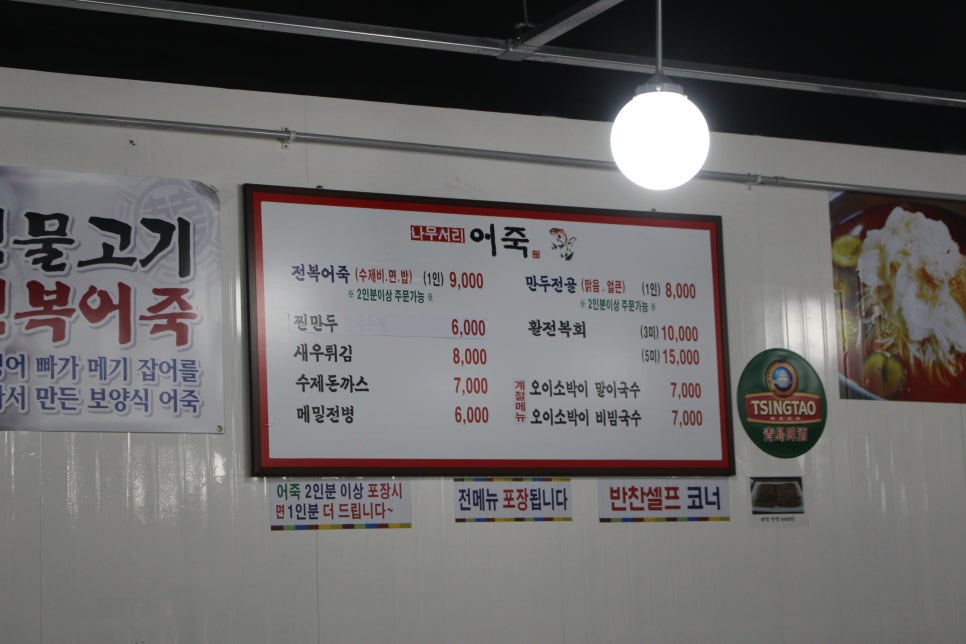 물고기
복어죽
빠가 메기 잡어를
서 만든 보양식 어죽
나무서리 어죽
전복어죽 (수제비.면.밥) (1인) 9,000
※ 2인분이상 주문가능 ※
찐만두 6,000
새우튀김 8,000
수제돈까스 7,000
메밀전병 6,000
만두전골 (맑음.얼큰) (1인) 8,000
※ 2인분이상 주문가능 ※
활전복회 (3미) 10,000
(5미) 15,000
계절메뉴
오이소박이 말이국수 7,000
오이소박이 비빔국수 7,000
TSINGTAO
青島啤酒
어죽 2인분 이상 포장시
면 1인분 더 드립니다~
전메뉴 포장됩니다
반찬셀프 코너